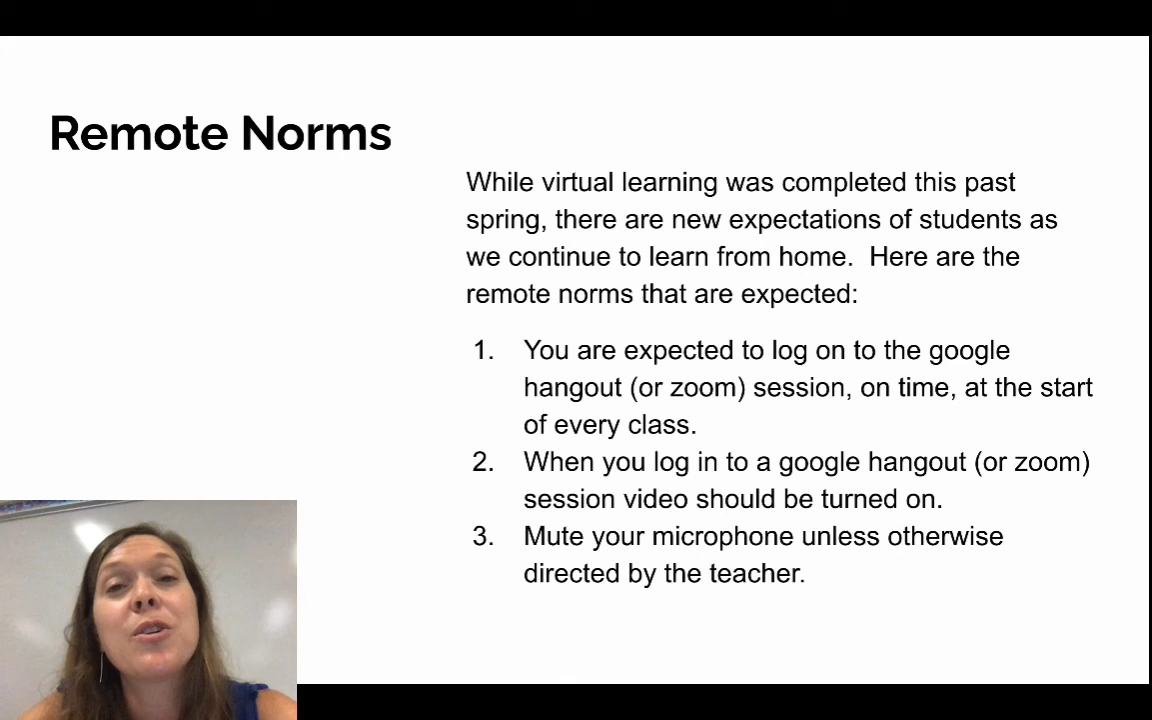 Remote Norms
While virtual learning was completed this past
spring, there are new expectations of students as
we continue to learn from home.  Here are the
remote norms that are expected:
1. You are expected to log on to the google
hangout (or zoom) session, on time, at the start
of every class.
2. When you log in to a google hangout (or zoom)
session video should be turned on.
3. Mute your microphone unless otherwise
directed by the teacher.